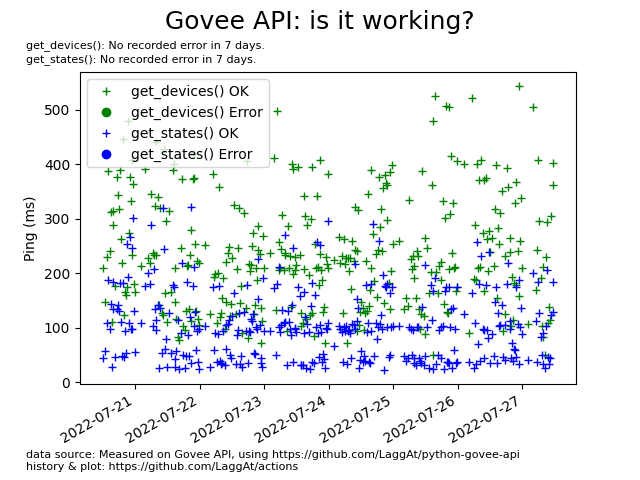 Govee API: is it working?
get_devices(): No recorded error in 7 days.
get_states(): No recorded error in 7 days.
get_devices() OK
get_devices() Error
get_states() OK
get_states() Error
Ping (ms)
500
400
300
200
100
0
2022-07-21
2022-07-22
2022-07-23
2022-07-24
2022-07-25
2022-07-26
2022-07-27
data source: Measured on Govee API, using https://github.com/LaggAt/python-govee-api
history & plot: https://github.com/LaggAt/actions